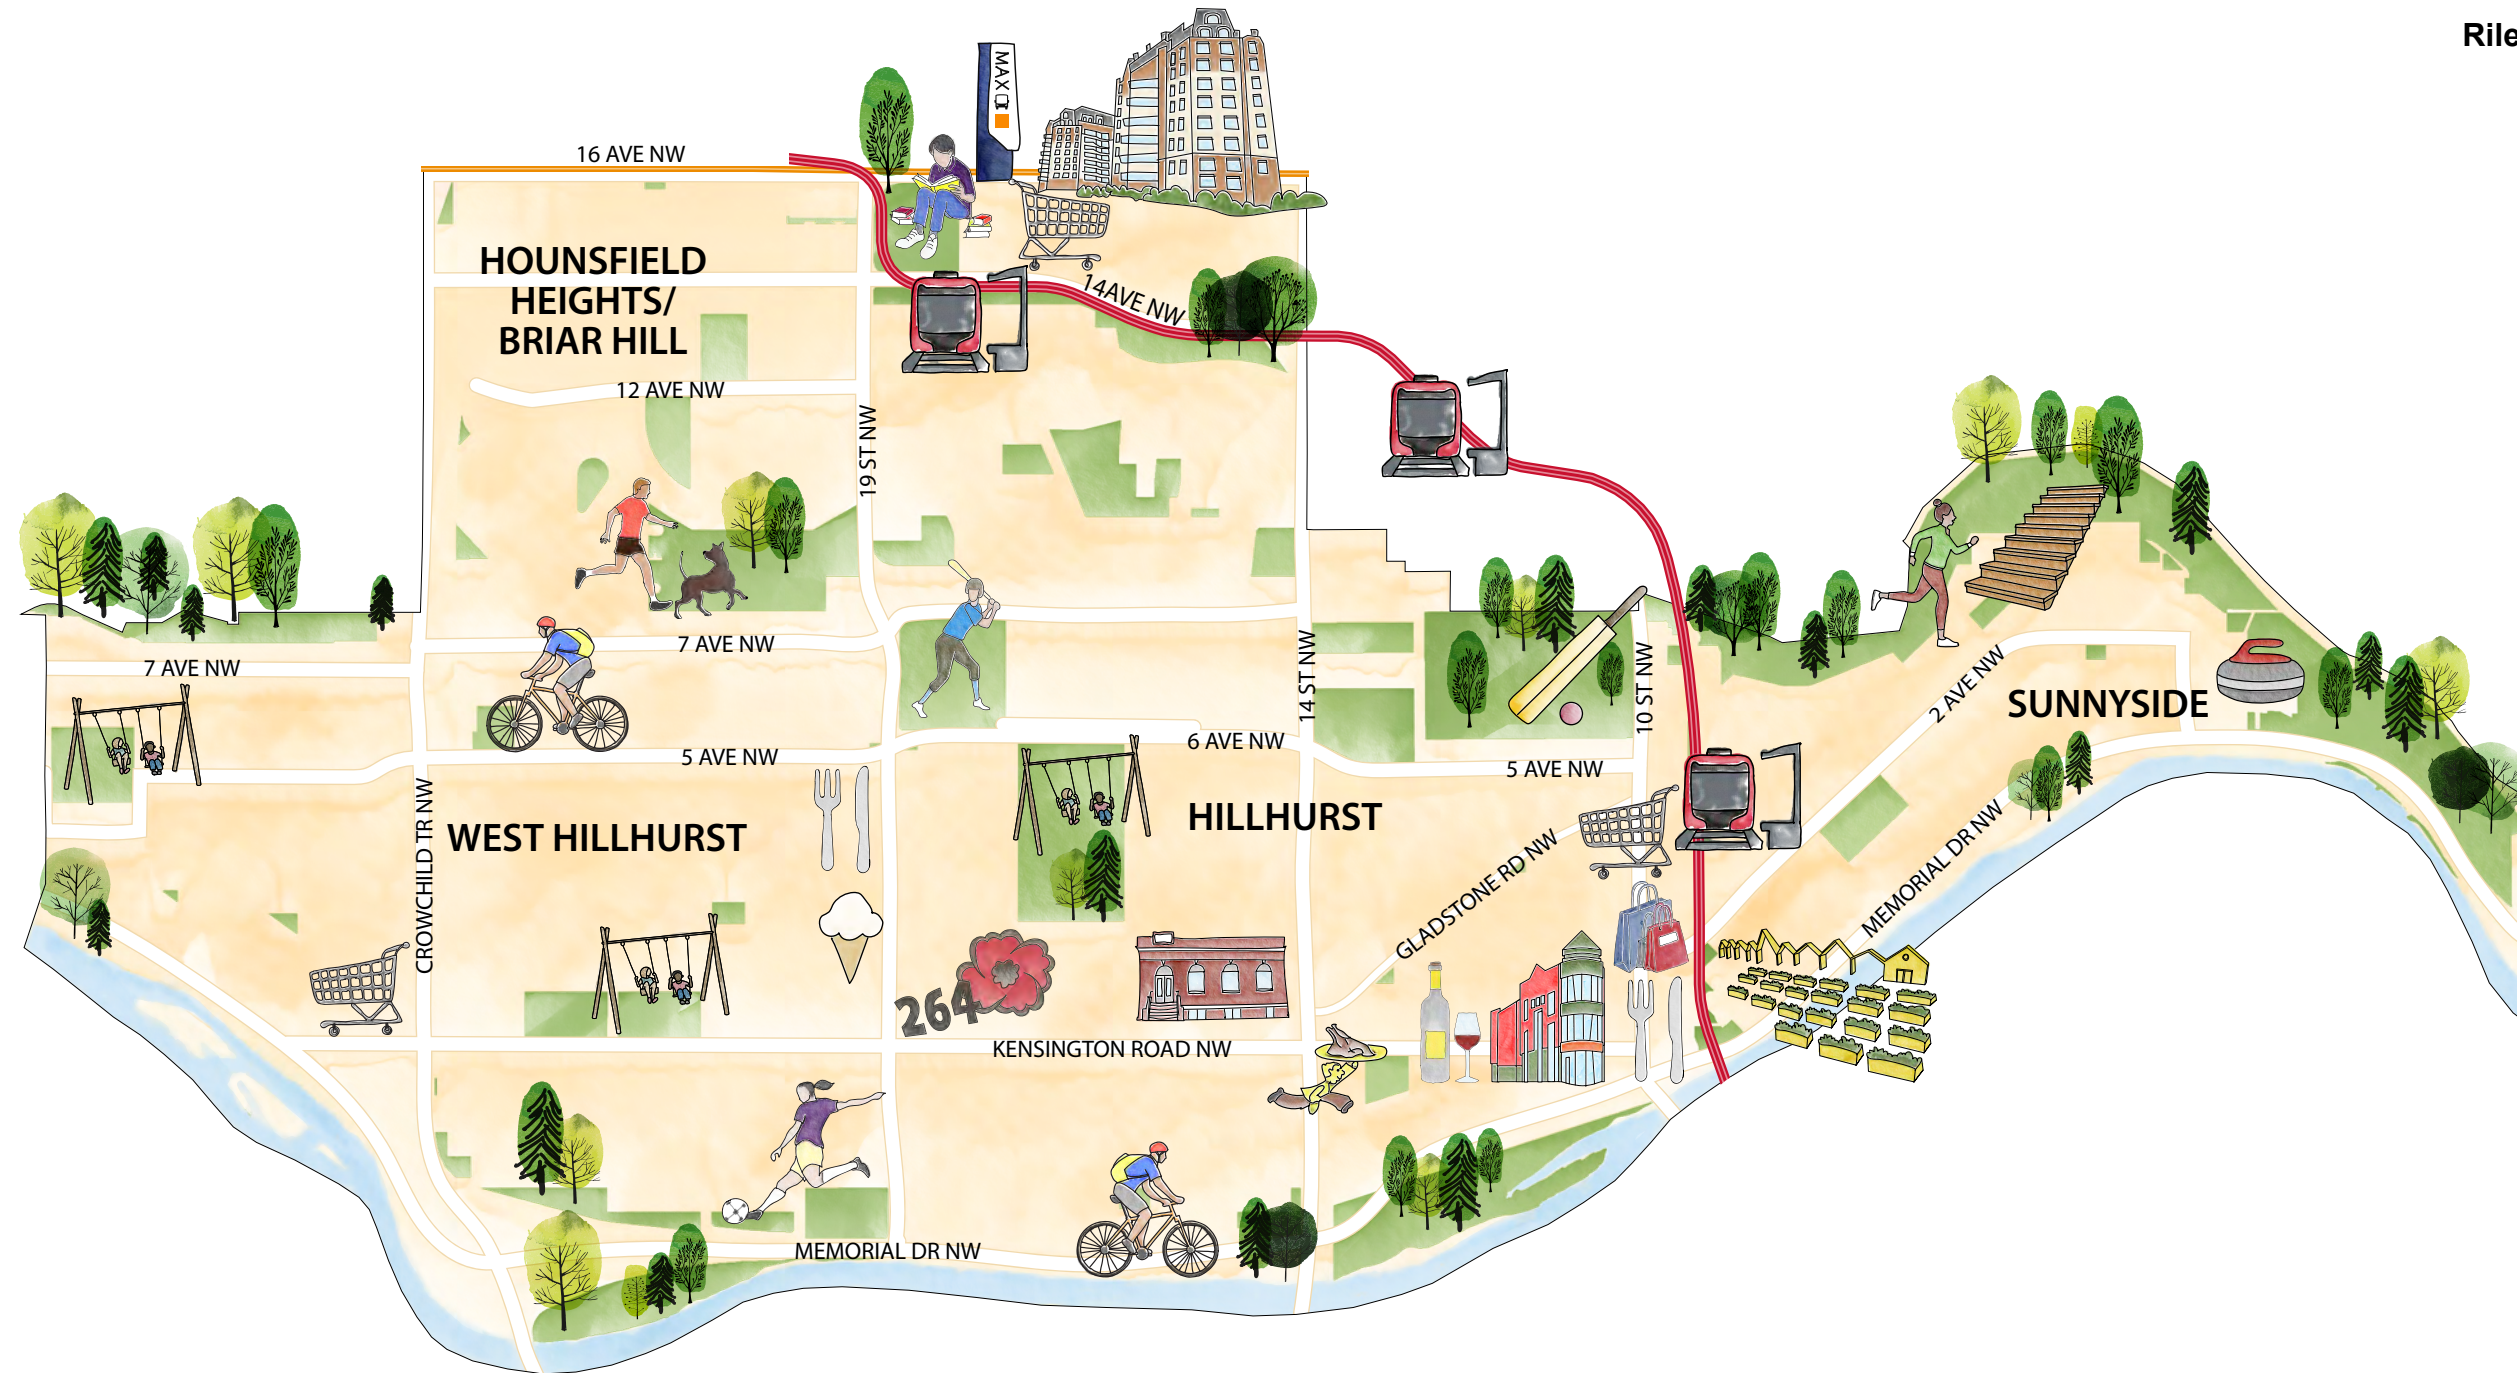 Rile
MAX
16 AVE NW
HOUNSFIELD
HEIGHTS/
BRIAR HILL
14AVE NW
12 AVE NW
19 ST NW
7 AVE NW
7 AVE NW
14 ST NW
10 ST NW
2 AVE NW
SUNNYSIDE
5 AVE NW
6 AVE NW
5 AVE NW
CROWCHILD TR NW
WEST HILLHURST
HILLHURST
GLADSTONE RD NW
MEMORIAL DR NW
264
KENSINGTON ROAD NW
MEMORIAL DR NW